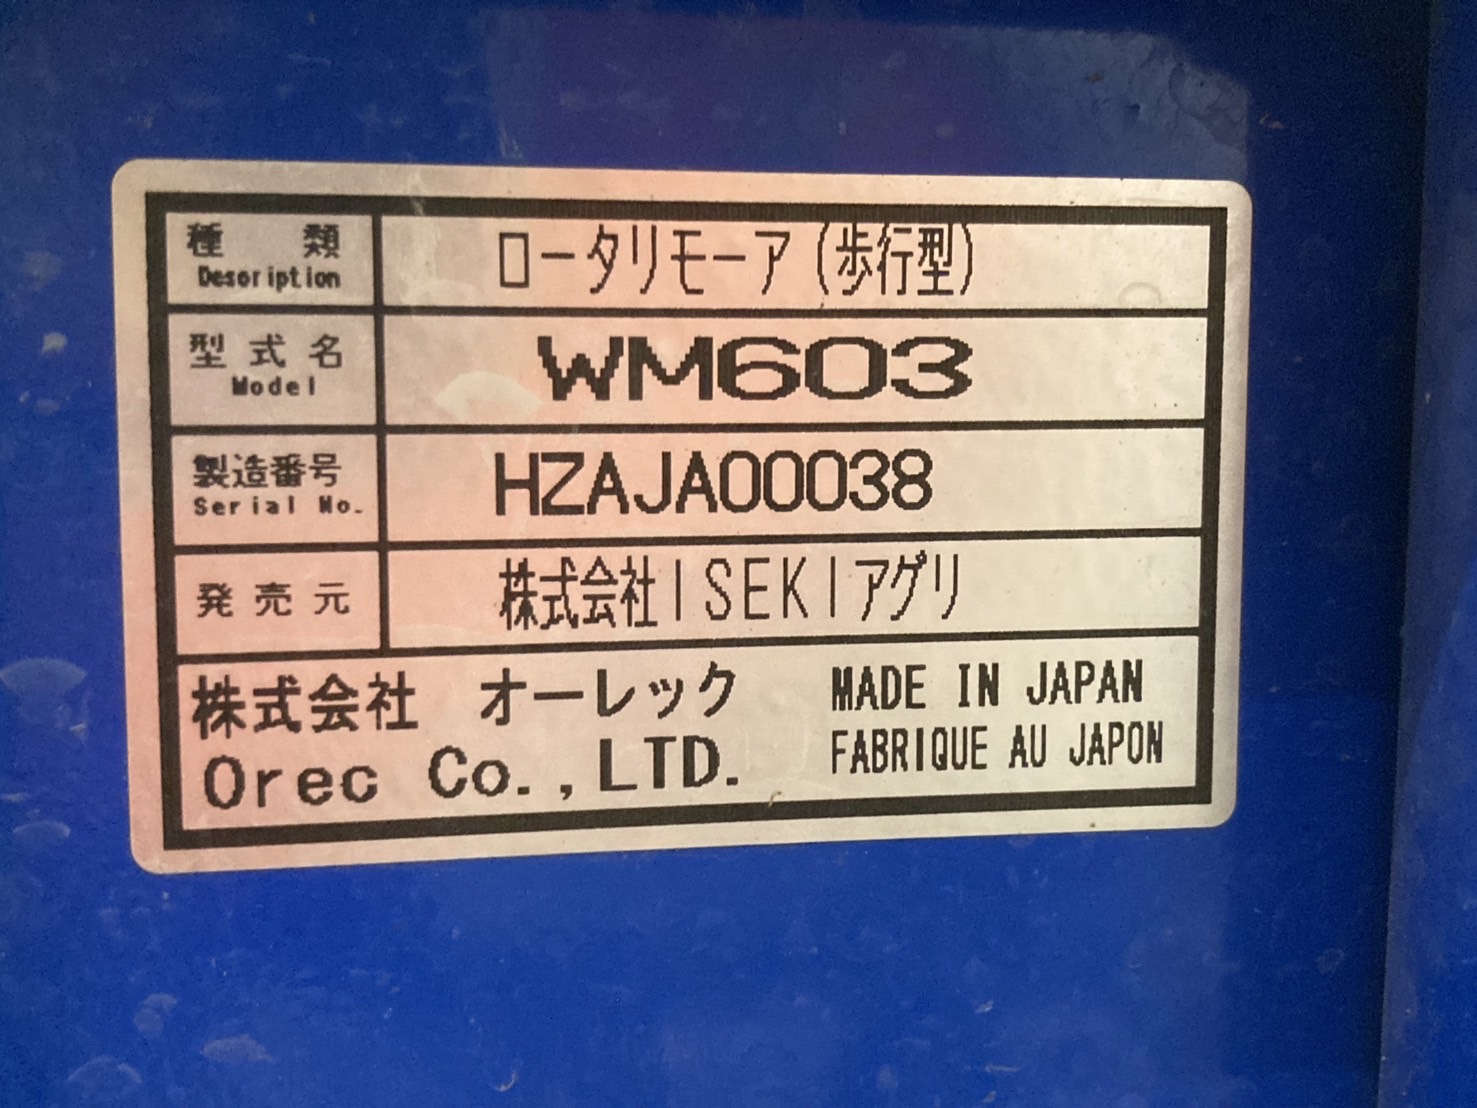 種類 ロータリモーア(歩行型)
Description
型式名 WM603
Model
製造番号 HZAJA00038
Serial No.
発売元 株式会社ISEKIアグリ
株式会社 オーレック MADE IN JAPAN
Orec Co.,LTD. FABRIQUE AU JAPON